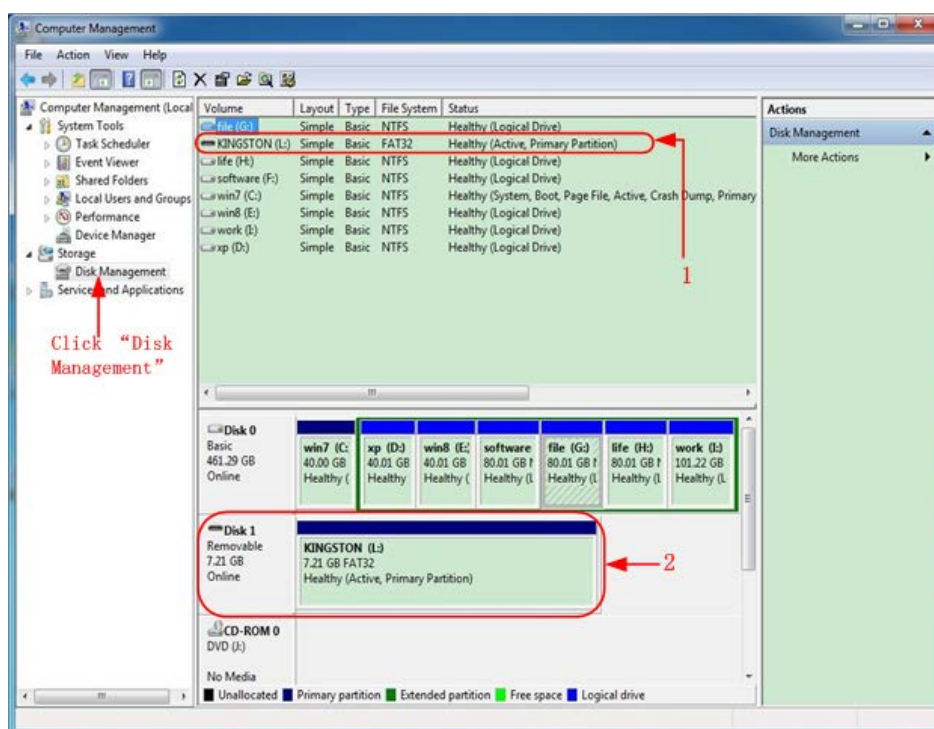 Computer Management
File Action View Help
Computer Management (Local
System Tools
Task Scheduler
Event Viewer
Shared Folders
Local Users and Groups
Performance
Device Manager
Storage
Disk Management
Services and Applications
Click “Disk
Management”
Volume Layout Type File System Status
file (G:) Simple Basic NTFS Healthy (Logical Drive)
KINGSTON (L:) Simple Basic FAT32 Healthy (Active, Primary Partition)
life (H:) Simple Basic NTFS Healthy (Logical Drive)
software (F:) Simple Basic NTFS Healthy (Logical Drive)
win7 (C:) Simple Basic NTFS Healthy (System, Boot, Page File, Active, Crash Dump, Primary
win8 (E:) Simple Basic NTFS Healthy (Logical Drive)
work (I:) Simple Basic NTFS Healthy (Logical Drive)
xp (D:) Simple Basic NTFS Healthy (Logical Drive)
1
Disk 0
Basic
461.29 GB
Online
win7 (C:
40.00 GB
Healthy (
xp (D:)
40.01 GB
Healthy
win8 (E:
40.01 GB
Healthy (
software
80.01 GB
Healthy (L
file (G:)
80.01 GB
Healthy (L
life (H:)
80.01 GB
Healthy (L
work (I:)
101.22 GB
Healthy (L
Disk 1
Removable
7.21 GB
Online
KINGSTON (L:)
7.21 GB FAT32
Healthy (Active, Primary Partition)
2
CD-ROM 0
DVD (J:)
No Media
Unallocated Primary partition Extended partition Free space Logical drive
Actions
Disk Management
More Actions